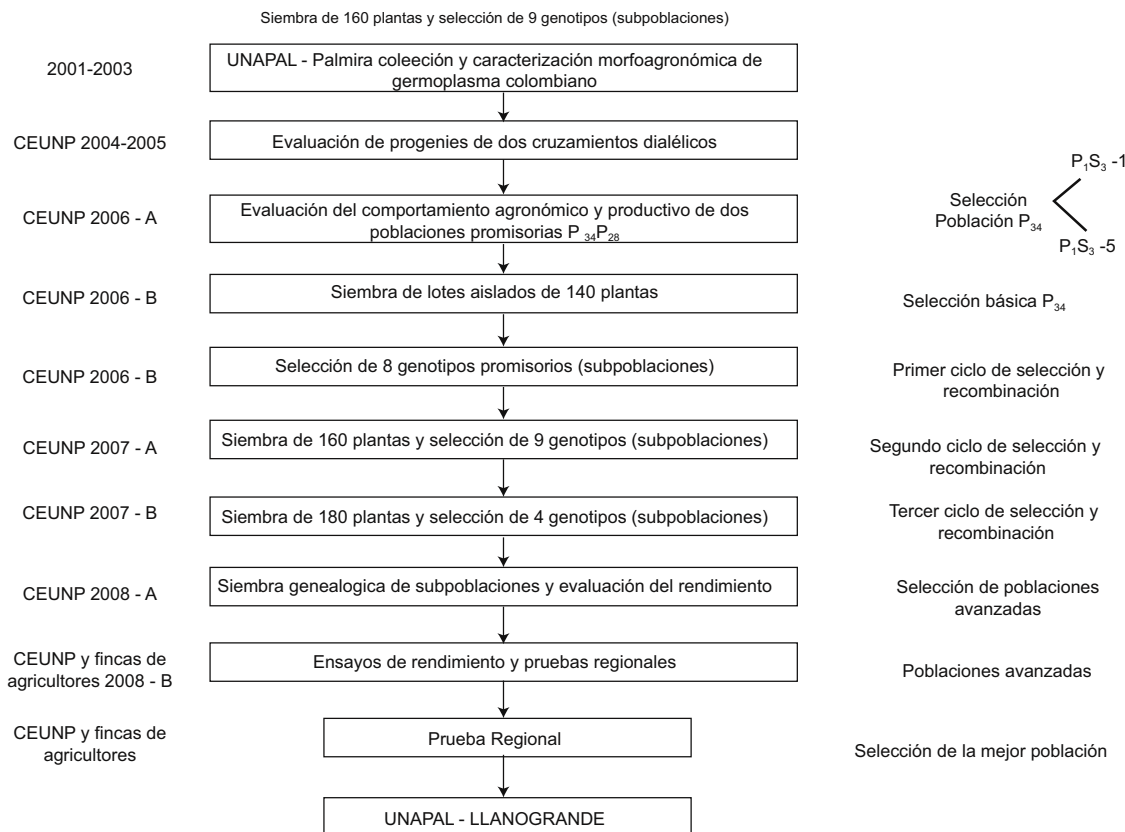 Siembra de 160 plantas y selección de 9 genotipos (subpoblaciones)
2001-2003
UNAPAL - Palmira coleeción y caracterización morfoagronómica de
germoplasma colombiano
CEUNP 2004-2005
Evaluación de progenies de dos cruzamientos dialélicos
P₁S₃ -1
CEUNP 2006 - A
Evaluación del comportamiento agronómico y productivo de dos
poblaciones promisorias P ₃₄P₂₈
Selección
Población P₃₄
P₁S₃ -5
CEUNP 2006 - B
Siembra de lotes aislados de 140 plantas
Selección básica P₃₄
CEUNP 2006 - B
Selección de 8 genotipos promisorios (subpoblaciones)
Primer ciclo de selección y
recombinación
CEUNP 2007 - A
Siembra de 160 plantas y selección de 9 genotipos (subpoblaciones)
Segundo ciclo de selección y
recombinación
CEUNP 2007 - B
Siembra de 180 plantas y selección de 4 genotipos (subpoblaciones)
Tercer ciclo de selección y
recombinación
CEUNP 2008 - A
Siembra genealogica de subpoblaciones y evaluación del rendimiento
Selección de poblaciones
avanzadas
CEUNP y fincas de
agricultores 2008 - B
Ensayos de rendimiento y pruebas regionales
Poblaciones avanzadas
CEUNP y fincas de
agricultores
Prueba Regional
Selección de la mejor población
UNAPAL - LLANOGRANDE